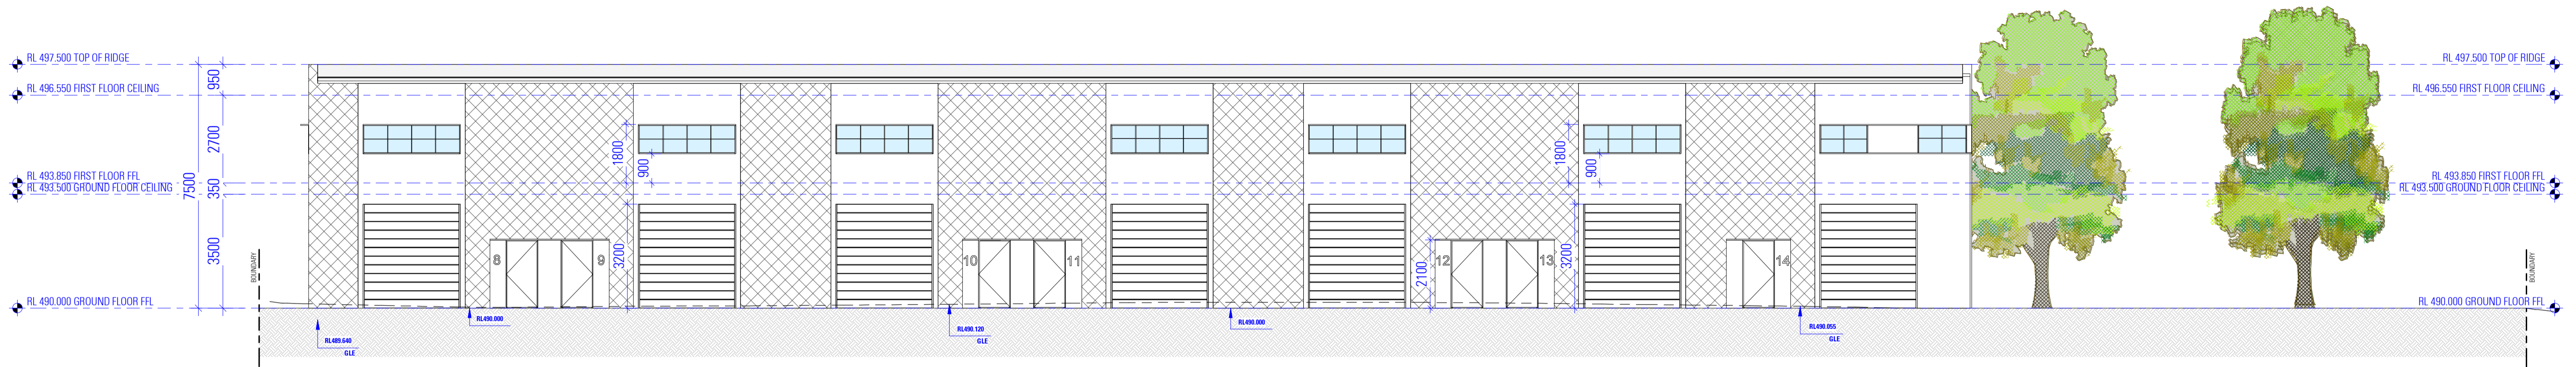 RL 497.500 TOP OF RIDGE
RL 497.500 TOP OF RIDGE
950
RL 496.550 FIRST FLOOR CEILING
RL 496.550 FIRST FLOOR CEILING
2700
1800
900
1800
900
RL 493.850 FIRST FLOOR FFL
RL 493.850 FIRST FLOOR FFL
7500
350
RL 493.500 GROUND FLOOR CEILING
RL 493.500 GROUND FLOOR CEILING
3500
3200
2100
3200
8
9
10
11
12
13
14
BOUNDARY
BOUNDARY
RL 490.000 GROUND FLOOR FFL
RL 490.000 GROUND FLOOR FFL
RL490.000
RL490.120
GLE
RL490.000
RL490.055
GLE
RL489.640
GLE